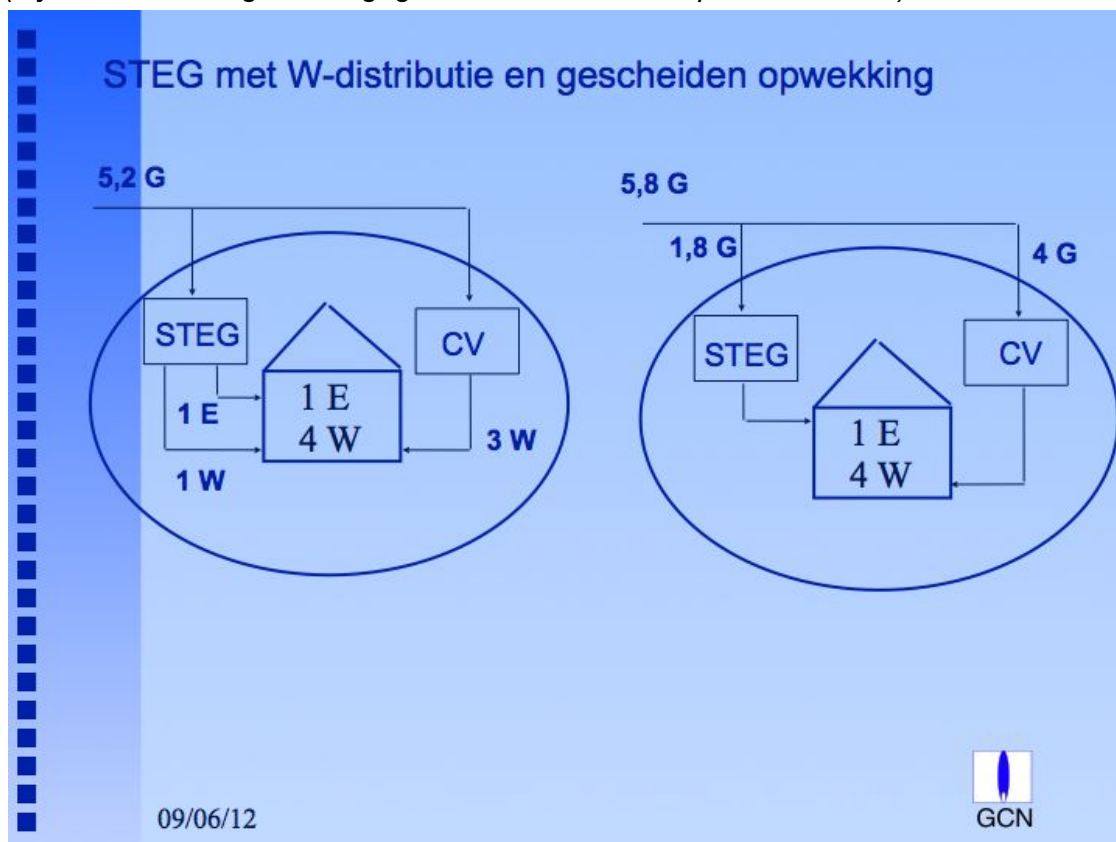 STEG met W-distributie en gescheiden opwekking
5,2 G
STEG
CV
1 E
4 W
1 E
1 W
3 W
5,8 G
1,8 G
4 G
STEG
CV
1 E
4 W
09/06/12
GCN